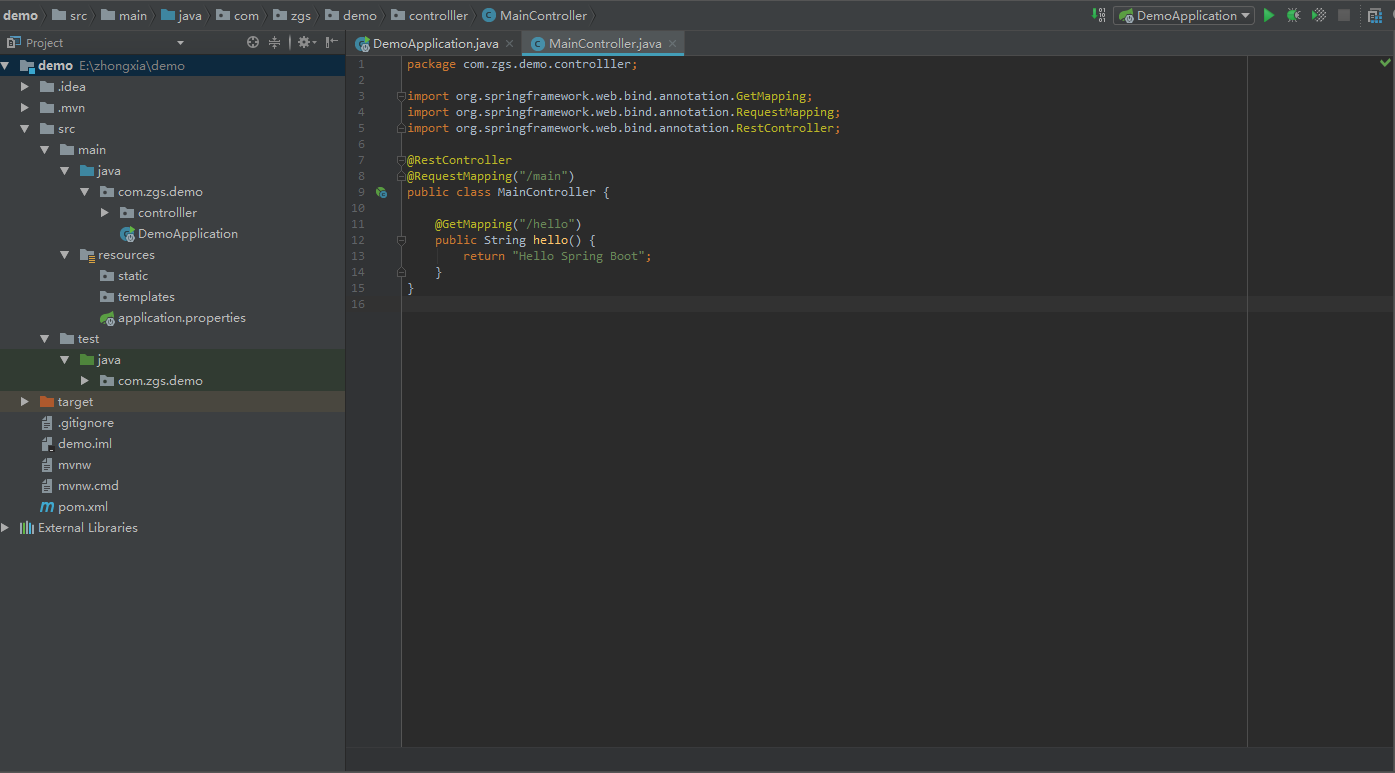 demo src main java com zgs demo controlller MainController DemoApplication
Project
DemoApplication.java MainController.java
demo E:\zhongxia\demo
.idea
.mvn
src
main
java
com.zgs.demo
controlller
DemoApplication
resources
static
templates
application.properties
test
java
com.zgs.demo
target
.gitignore
demo.iml
mvnw
mvnw.cmd
pom.xml
External Libraries
1 package com.zgs.demo.controlller;
2
3 import org.springframework.web.bind.annotation.GetMapping;
4 import org.springframework.web.bind.annotation.RequestMapping;
5 import org.springframework.web.bind.annotation.RestController;
6
7 @RestController
8 @RequestMapping("/main")
9 public class MainController {
10
11 @GetMapping("/hello")
12 public String hello() {
13 return "Hello Spring Boot";
14 }
15 }
16